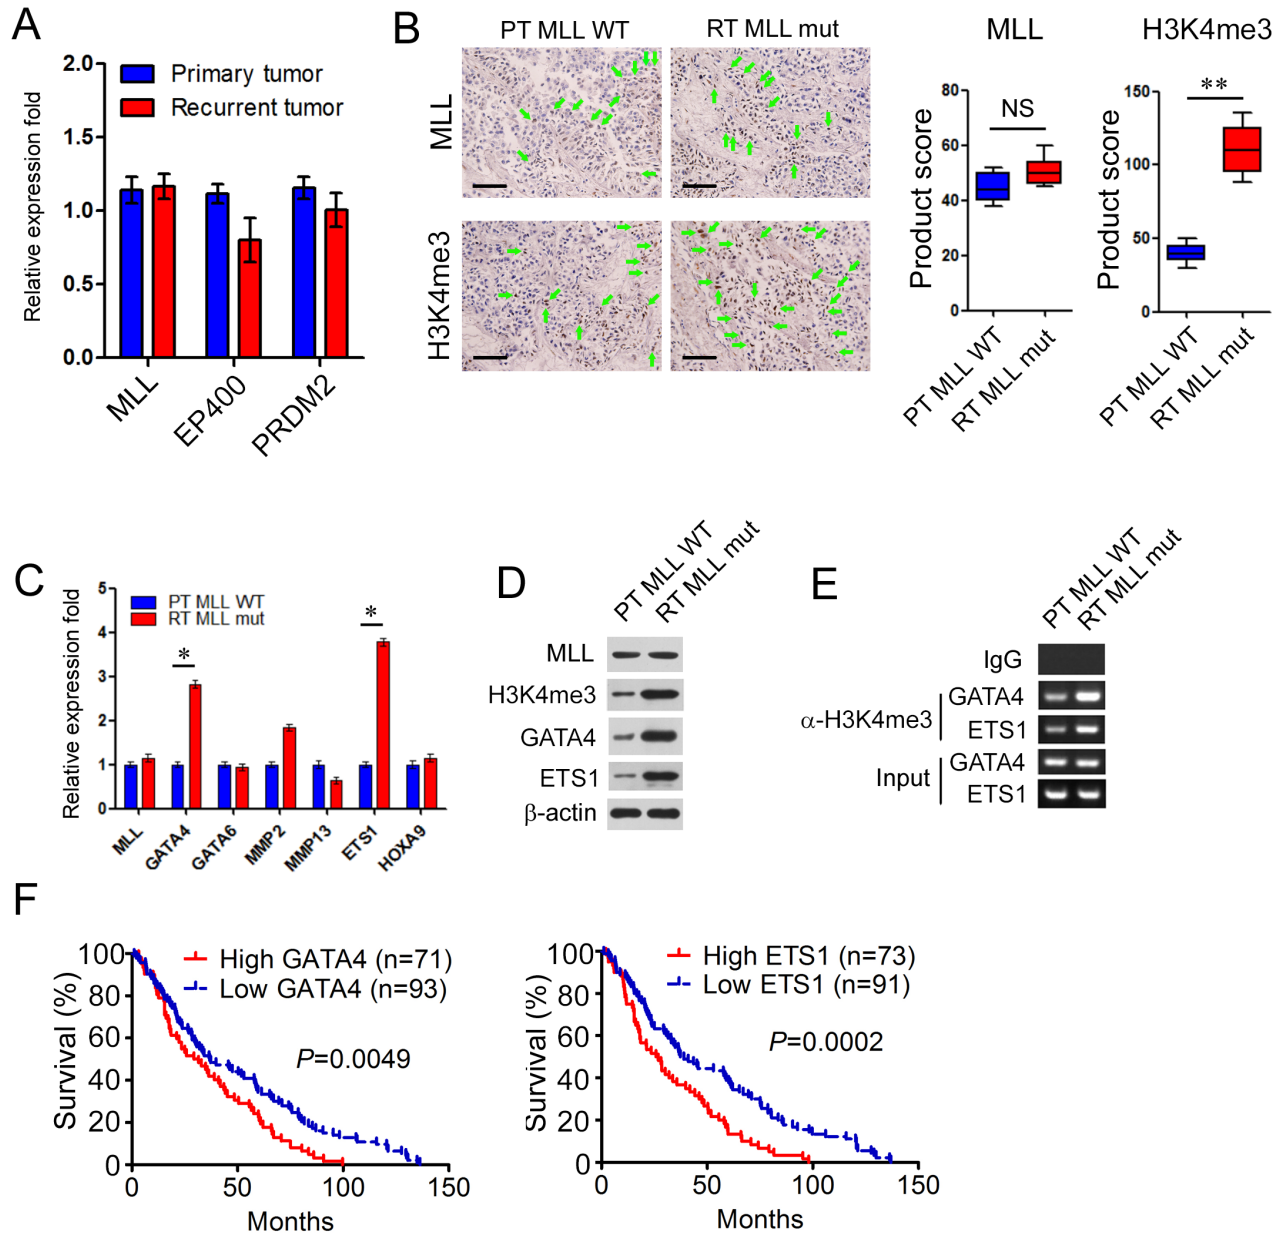 A
2.0
1.5
1.0
0.5
0.0
Relative expression fold
Primary tumor
Recurrent tumor
MLL
EP400
PRDM2
B
PT MLL WT
RT MLL mut
MLL
H3K4me3
MLL
NS
80
60
40
20
0
Product score
PT MLL WT
RT MLL mut
H3K4me3
**
150
100
50
0
Product score
PT MLL WT
RT MLL mut
C
5
4
3
2
1
0
Relative expression fold
PT MLL WT
RT MLL mut
*
*
MLL
GATA4
GATA6
MMP2
MMP13
ETS1
HOXA9
D
PT MLL WT
RT MLL mut
MLL
H3K4me3
GATA4
ETS1
β-actin
E
PT MLL WT
RT MLL mut
IgG
α-H3K4me3
GATA4
ETS1
Input
GATA4
ETS1
F
100
80
60
40
20
0
Survival (%)
High GATA4 (n=71)
Low GATA4 (n=93)
P=0.0049
0
50
100
150
Months
100
80
60
40
20
0
Survival (%)
High ETS1 (n=73)
Low ETS1 (n=91)
P=0.0002
0
50
100
150
Months